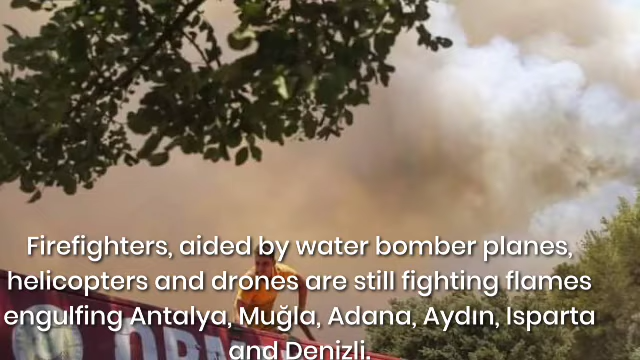 Firefighters, aided by water bomber planes,
helicopters and drones are still fighting flames
engulfing Antalya, Muğla, Adana, Aydın, Isparta
and Denizli.